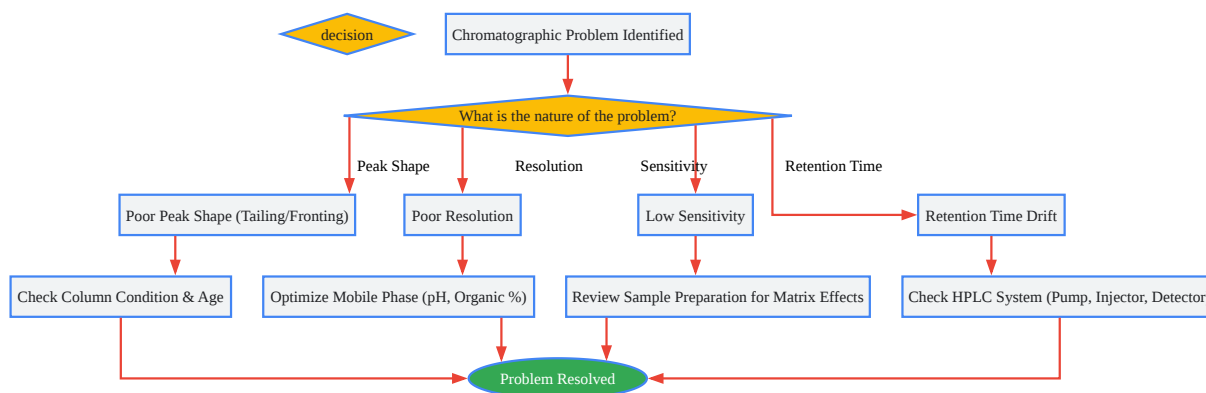 decision
Chromatographic Problem Identified
What is the nature of the problem?
Peak Shape
Resolution
Sensitivity
Retention Time
Poor Peak Shape (Tailing/Fronting)
Poor Resolution
Low Sensitivity
Retention Time Drift
Check Column Condition & Age
Optimize Mobile Phase (pH, Organic %)
Review Sample Preparation for Matrix Effects
Check HPLC System (Pump, Injector, Detector
Problem Resolved